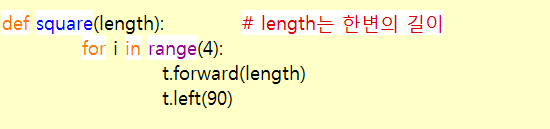 def square(length): # length는 한변의 길이
for i in range(4):
t.forward(length)
t.left(90)